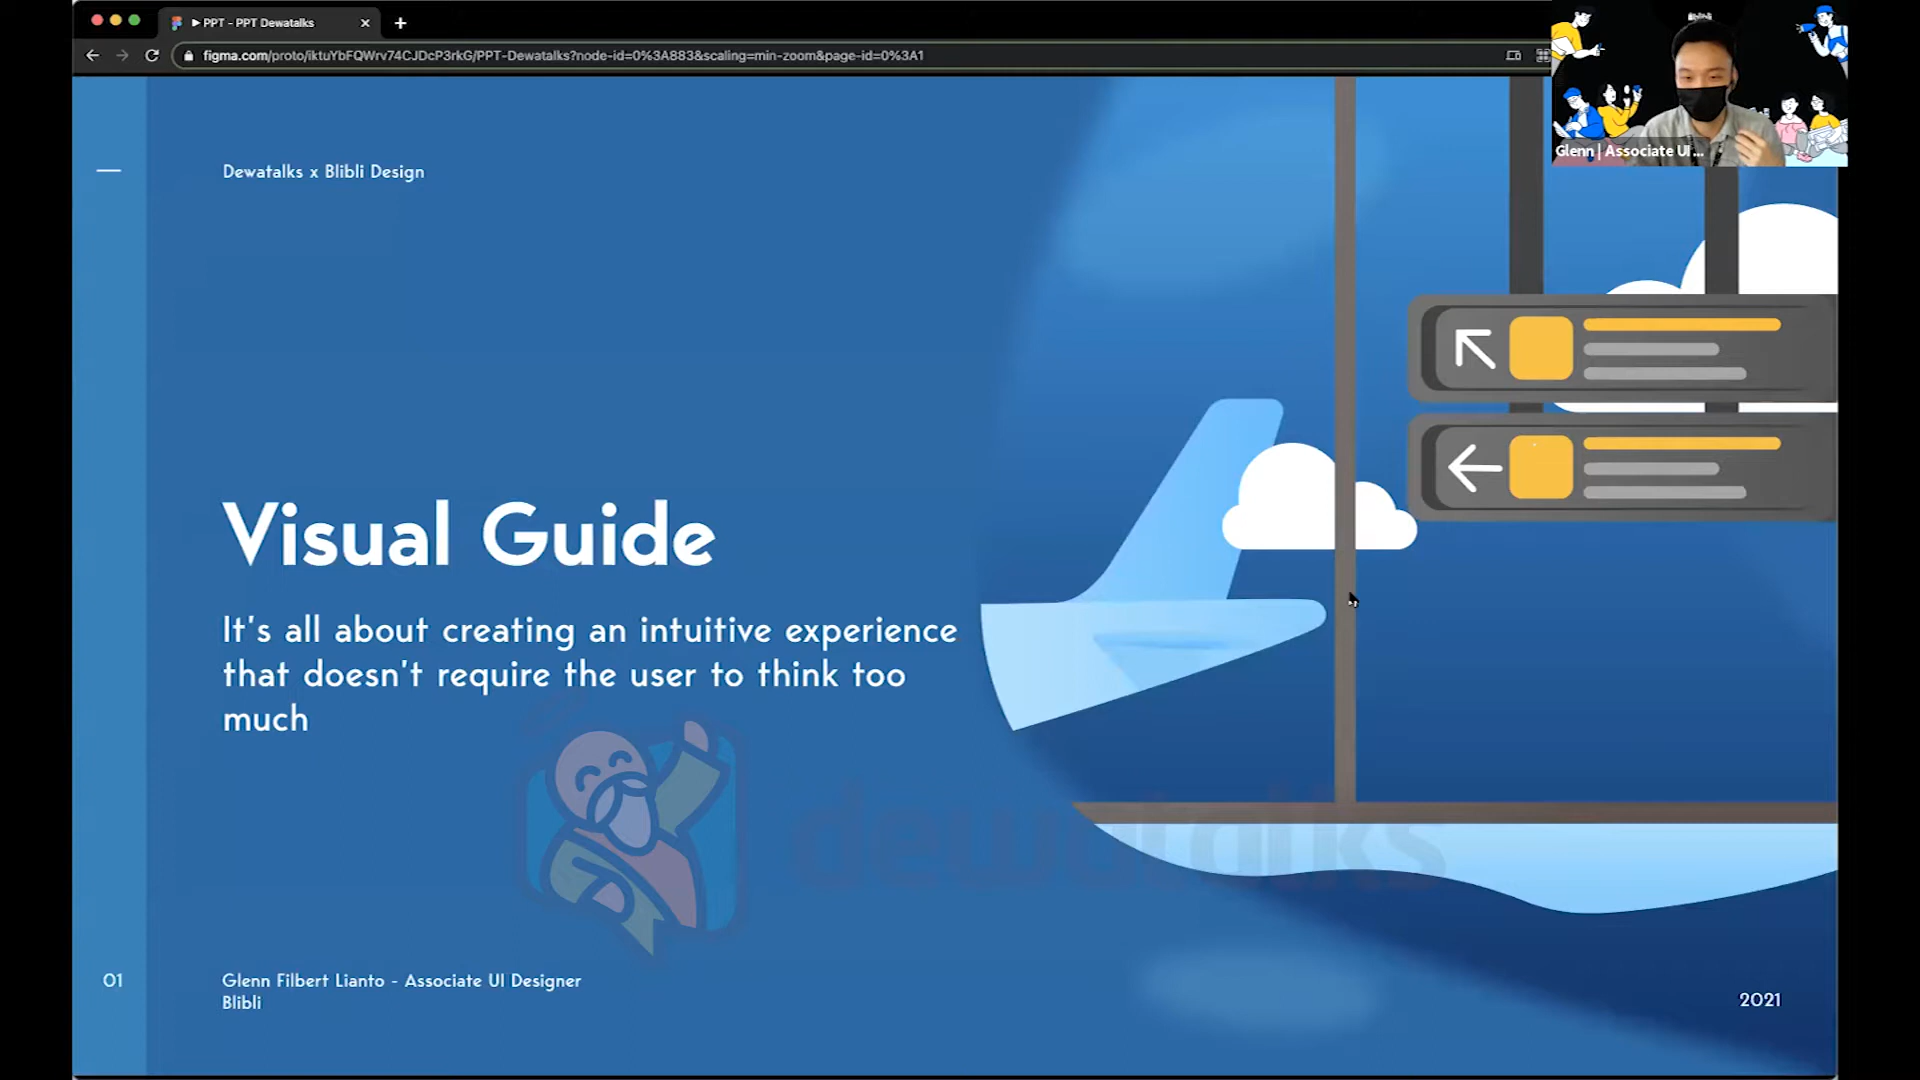 PPT - PPT Dewatalks
figma.com/proto/iktuYbFQWrv74CJDcP3rkG/PPT-Dewatalks?node-id=0%3A883&scaling=min-zoom&page-id=0%3A1
Glenn | Associate UI ...
Dewatalks x Blibli Design
Visual Guide
It's all about creating an intuitive experience
that doesn't require the user to think too
much
dewatalks
01
Glenn Filbert Lianto - Associate UI Designer
Blibli
2021